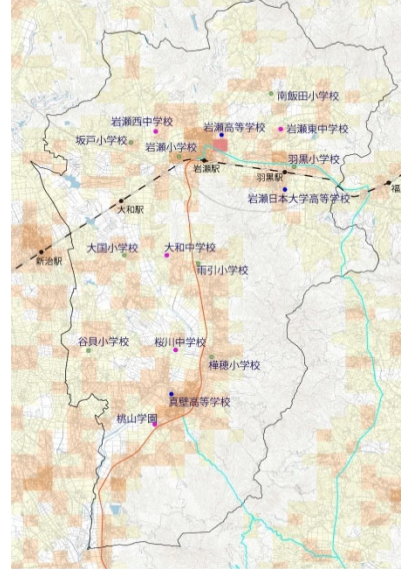 南飯田小学校
岩瀬西中学校
岩瀬高等学校
岩瀬東中学校
坂戸小学校
岩瀬小学校
岩瀬駅
羽黒小学校
羽黒駅
福
岩瀬日本大学高等学校
大和駅
大国小学校
大和中学校
新治駅
雨引小学校
谷貝小学校
桜川中学校
樺穂小学校
真壁高等学校
桃山学園